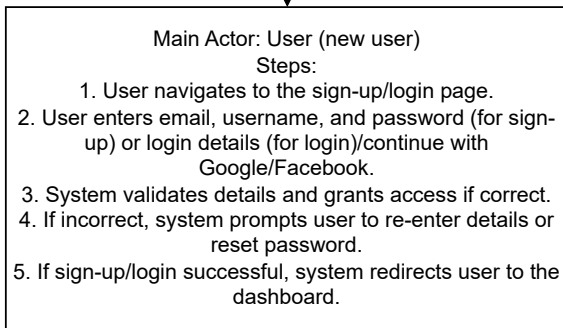 Main Actor: User (new user)
Steps:
1. User navigates to the sign-up/login page.
2. User enters email, username, and password (for sign-
up) or login details (for login)/continue with
Google/Facebook.
3. System validates details and grants access if correct.
4. If incorrect, system prompts user to re-enter details or
reset password.
5. If sign-up/login successful, system redirects user to the
dashboard.